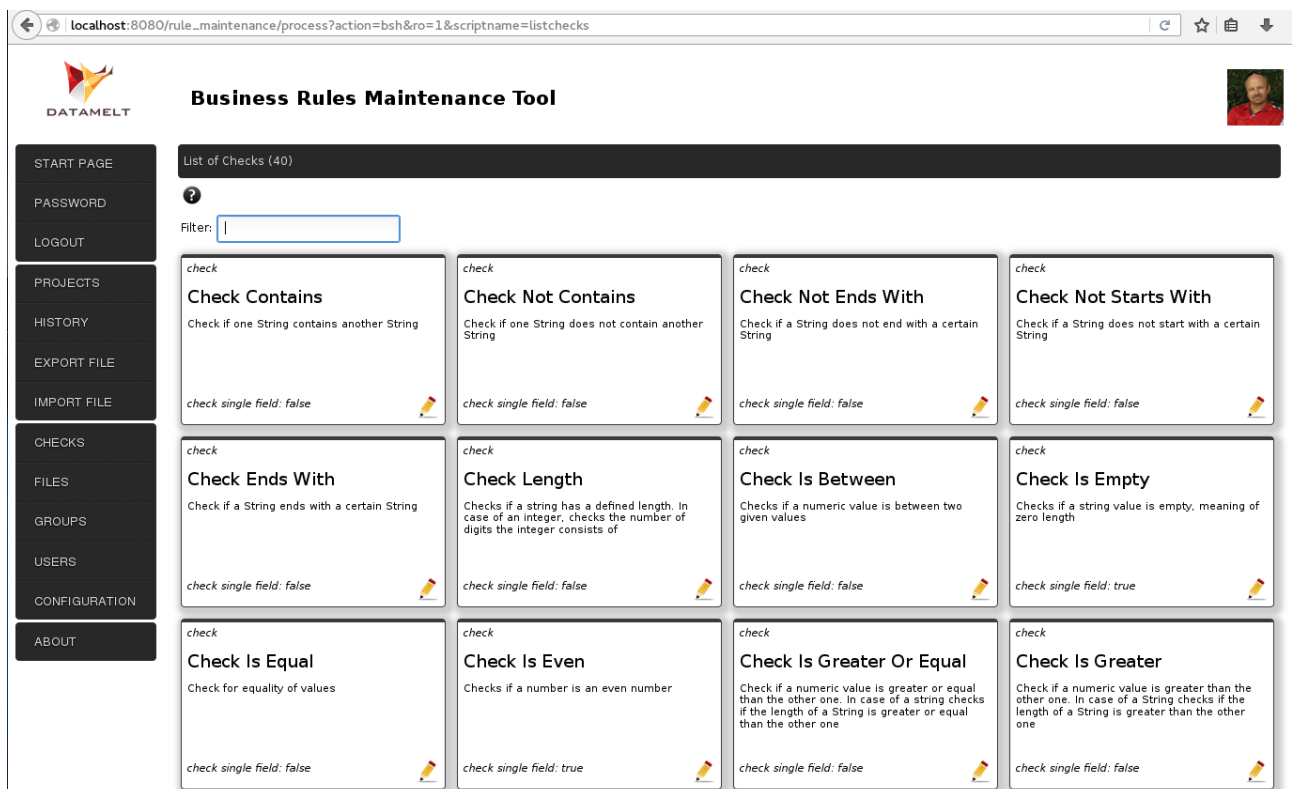 localhost:8080/rule_maintenance/process?action=bsh&ro=1&scriptname=listchecks
DATAMELT
Business Rules Maintenance Tool
START PAGE
PASSWORD
LOGOUT
PROJECTS
HISTORY
EXPORT FILE
IMPORT FILE
CHECKS
FILES
GROUPS
USERS
CONFIGURATION
ABOUT
List of Checks (40)
?
Filter:
check
Check Contains
Check if one String contains another String
check single field: false
check
Check Not Contains
Check if one String does not contain another
String
check single field: false
check
Check Not Ends With
Check if a String does not end with a certain
String
check single field: false
check
Check Not Starts With
Check if a String does not start with a certain
String
check single field: false
check
Check Ends With
Check if a String ends with a certain String
check single field: false
check
Check Length
Checks if a string has a defined length. In
case of an integer, checks the number of
digits the integer consists of
check single field: false
check
Check Is Between
Checks if a numeric value is between two
given values
check single field: false
check
Check Is Empty
Checks if a string value is empty, meaning of
zero length
check single field: true
check
Check Is Equal
Check for equality of values
check single field: false
check
Check Is Even
Checks if a number is an even number
check single field: true
check
Check Is Greater Or Equal
Check if a numeric value is greater or equal
than the other one. In case of a string checks
if the length of a String is greater or equal
than the other one
check single field: false
check
Check Is Greater
Check if a numeric value is greater than the
other one. In case of a String checks if the
length of a String is greater than the other
one
check single field: false